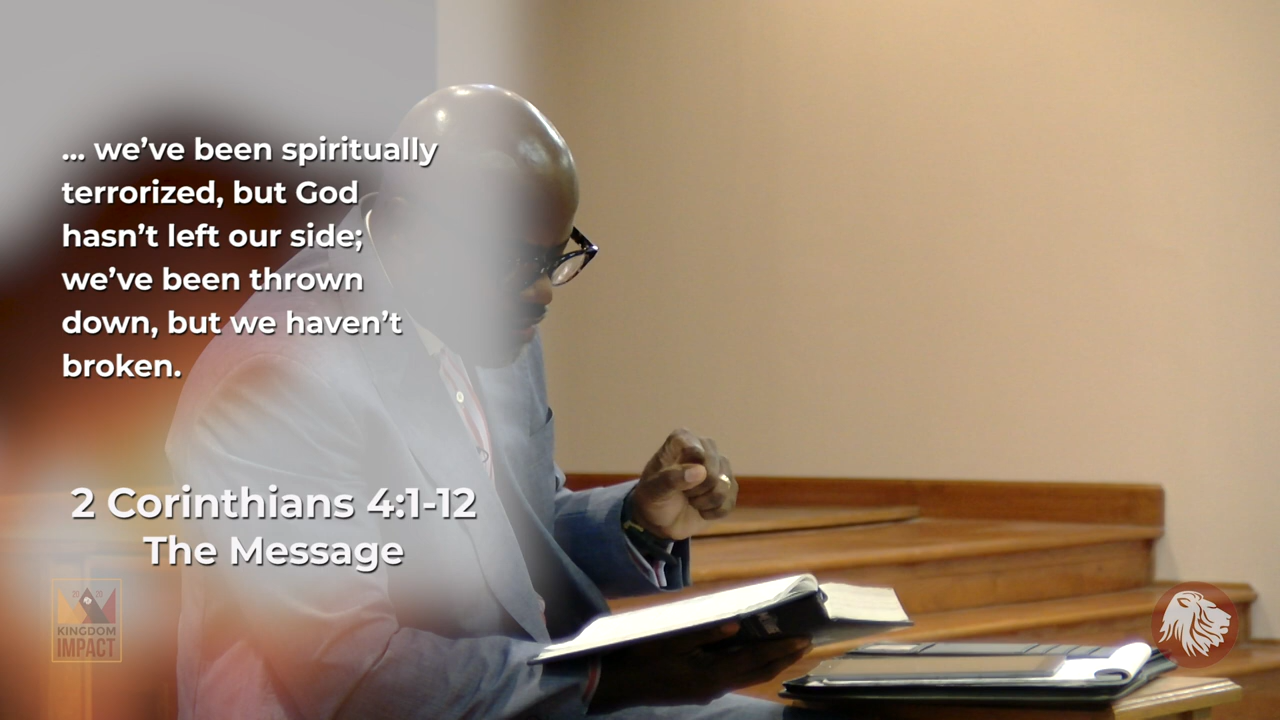 ... we've been spiritually
terrorized, but God
hasn't left our side;
we've been thrown
down, but we haven't
broken.
2 Corinthians 4:1-12
The Message
2020
KINGDOM
IMPACT